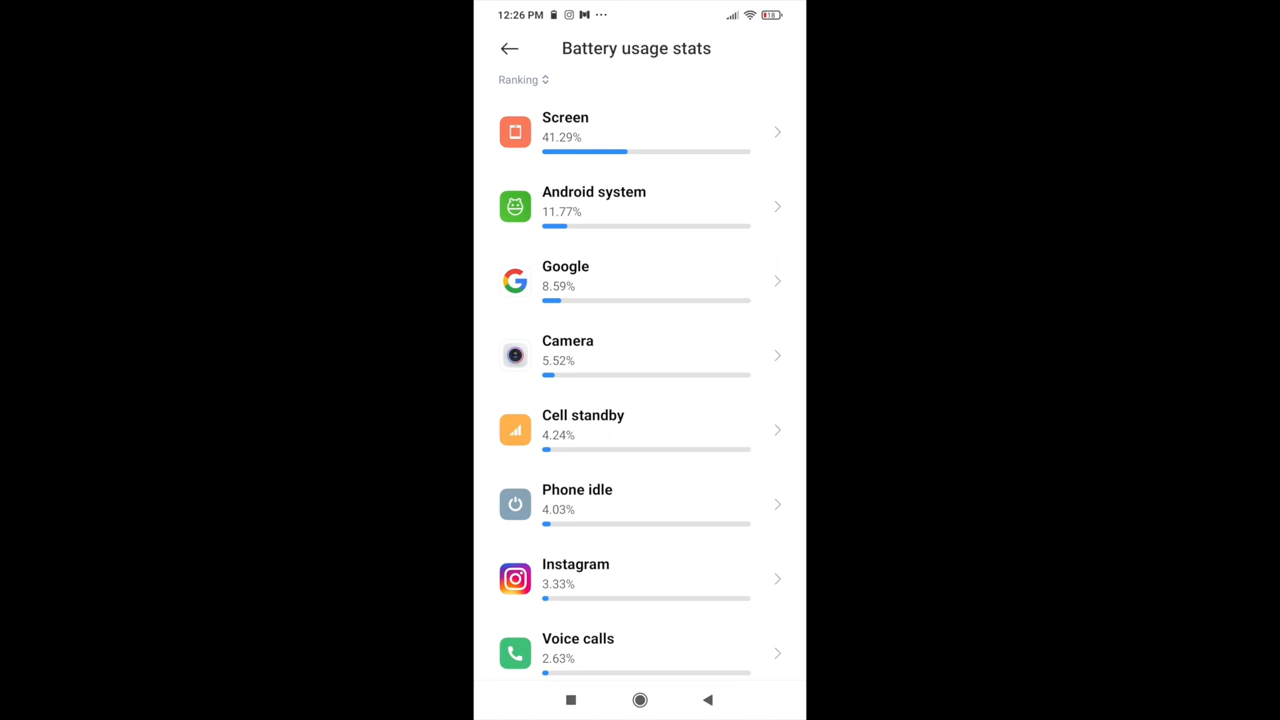 12:26 PM
18
Battery usage stats
Ranking
Screen
41.29%
Android system
11.77%
Google
8.59%
Camera
5.52%
Cell standby
4.24%
Phone idle
4.03%
Instagram
3.33%
Voice calls
2.63%